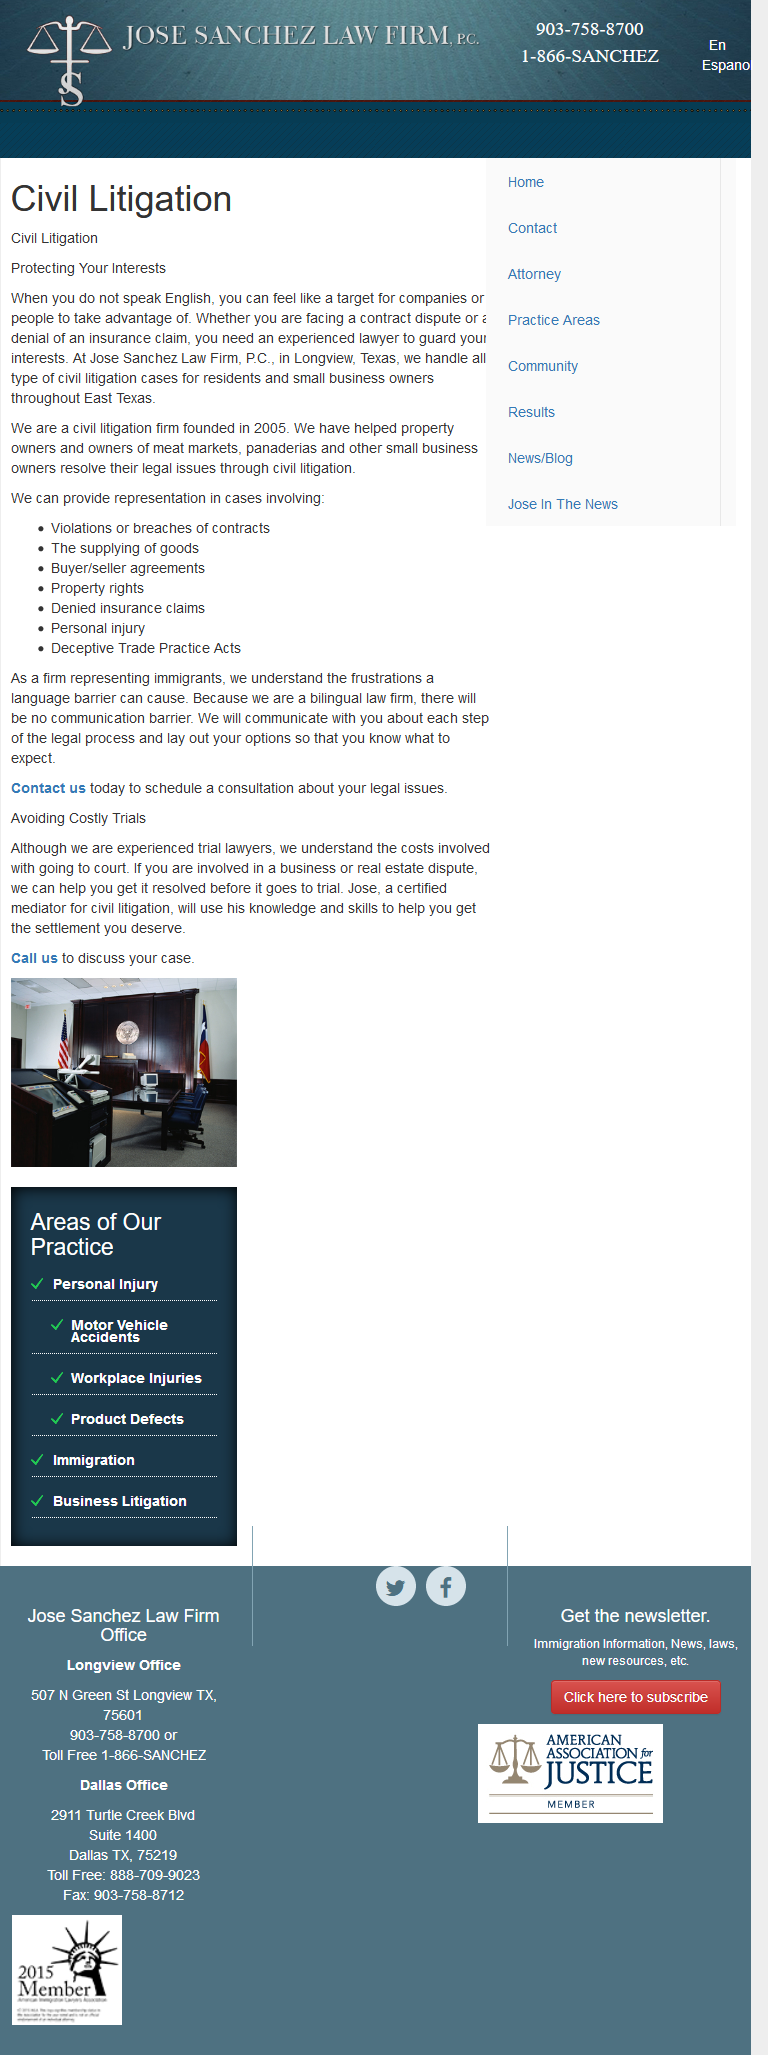 JOSE SANCHEZ LAW FIRM, P.C.
903-758-8700
1-866-SANCHEZ
En
Espano
Home
Contact
Attorney
Practice Areas
Community
Results
News/Blog
Jose In The News
Civil Litigation
Civil Litigation
Protecting Your Interests
When you do not speak English, you can feel like a target for companies or
people to take advantage of. Whether you are facing a contract dispute or a
denial of an insurance claim, you need an experienced lawyer to guard your
interests. At Jose Sanchez Law Firm, P.C., in Longview, Texas, we handle all
type of civil litigation cases for residents and small business owners
throughout East Texas.
We are a civil litigation firm founded in 2005. We have helped property
owners and owners of meat markets, panaderias and other small business
owners resolve their legal issues through civil litigation.
We can provide representation in cases involving:
Violations or breaches of contracts
The supplying of goods
Buyer/seller agreements
Property rights
Denied insurance claims
Personal injury
Deceptive Trade Practice Acts
As a firm representing immigrants, we understand the frustrations a
language barrier can cause. Because we are a bilingual law firm, there will
be no communication barrier. We will communicate with you about each step
of the legal process and lay out your options so that you know what to
expect.
Contact us today to schedule a consultation about your legal issues.
Avoiding Costly Trials
Although we are experienced trial lawyers, we understand the costs involved
with going to court. If you are involved in a business or real estate dispute,
we can help you get it resolved before it goes to trial. Jose, a certified
mediator for civil litigation, will use his knowledge and skills to help you get
the settlement you deserve.
Call us to discuss your case.
Areas of Our
Practice
Personal Injury
Motor Vehicle
Accidents
Workplace Injuries
Product Defects
Immigration
Business Litigation
Jose Sanchez Law Firm
Office
Longview Office
507 N Green St Longview TX,
75601
903-758-8700 or
Toll Free 1-866-SANCHEZ
Dallas Office
2911 Turtle Creek Blvd
Suite 1400
Dallas TX, 75219
Toll Free: 888-709-9023
Fax: 903-758-8712
2015
Member
American Immigration Lawyers Association
Get the newsletter.
Immigration Information, News, laws,
new resources, etc.
Click here to subscribe
AMERICAN
ASSOCIATION for
JUSTICE
MEMBER